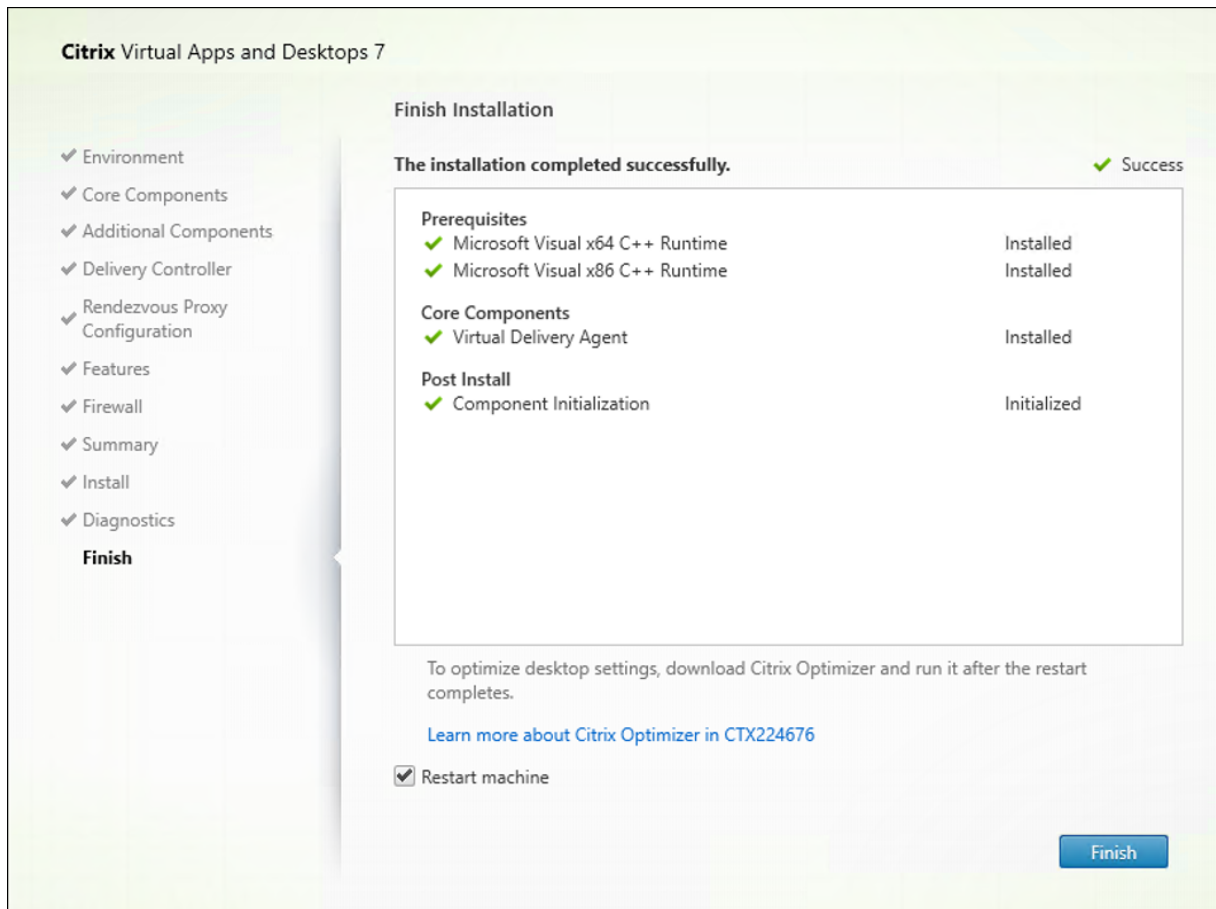 Citrix Virtual Apps and Desktops 7
Environment
Core Components
Additional Components
Delivery Controller
Rendezvous Proxy
Configuration
Features
Firewall
Summary
Install
Diagnostics
Finish
Finish Installation
The installation completed successfully.
Success
Prerequisites
Microsoft Visual x64 C++ Runtime Installed
Microsoft Visual x86 C++ Runtime Installed
Core Components
Virtual Delivery Agent Installed
Post Install
Component Initialization Initialized
To optimize desktop settings, download Citrix Optimizer and run it after the restart
completes.
Learn more about Citrix Optimizer in CTX224676
Restart machine
Finish